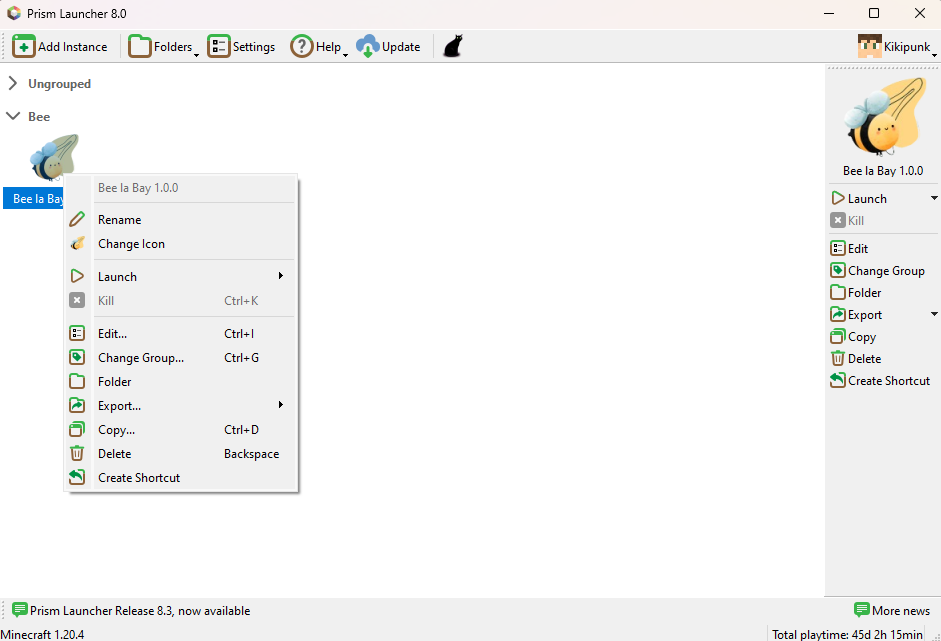 Prism Launcher 8.0
Add Instance
Folders
Settings
Help
Update
Kikipunk
Ungrouped
Bee
Bee la Bay
Bee la Bay 1.0.0
Rename
Change Icon
Launch
Kill Ctrl+K
Edit... Ctrl+I
Change Group... Ctrl+G
Folder
Export...
Copy... Ctrl+D
Delete Backspace
Create Shortcut
Bee la Bay 1.0.0
Launch
Kill
Edit
Change Group
Folder
Export
Copy
Delete
Create Shortcut
Prism Launcher Release 8.3, now available
More news
Minecraft 1.20.4
Total playtime: 45d 2h 15min